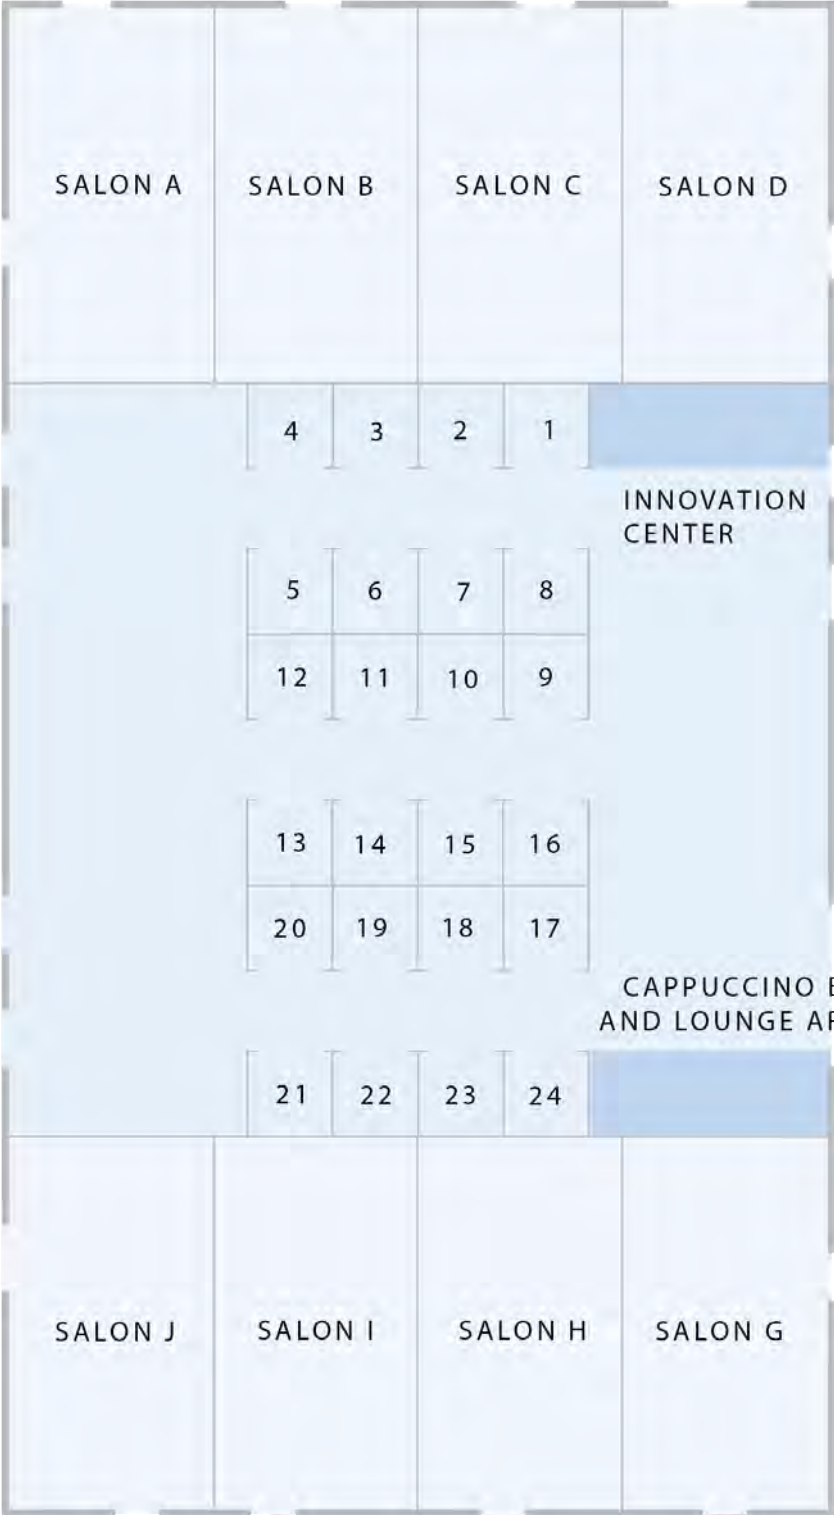 SALON A SALON B SALON C SALON D
4 3 2 1
INNOVATION
CENTER
5 6 7 8
12 11 10 9
13 14 15 16
20 19 18 17
CAPPUCCINO
AND LOUNGE
21 22 23 24
SALON J SALON I SALON H SALON G